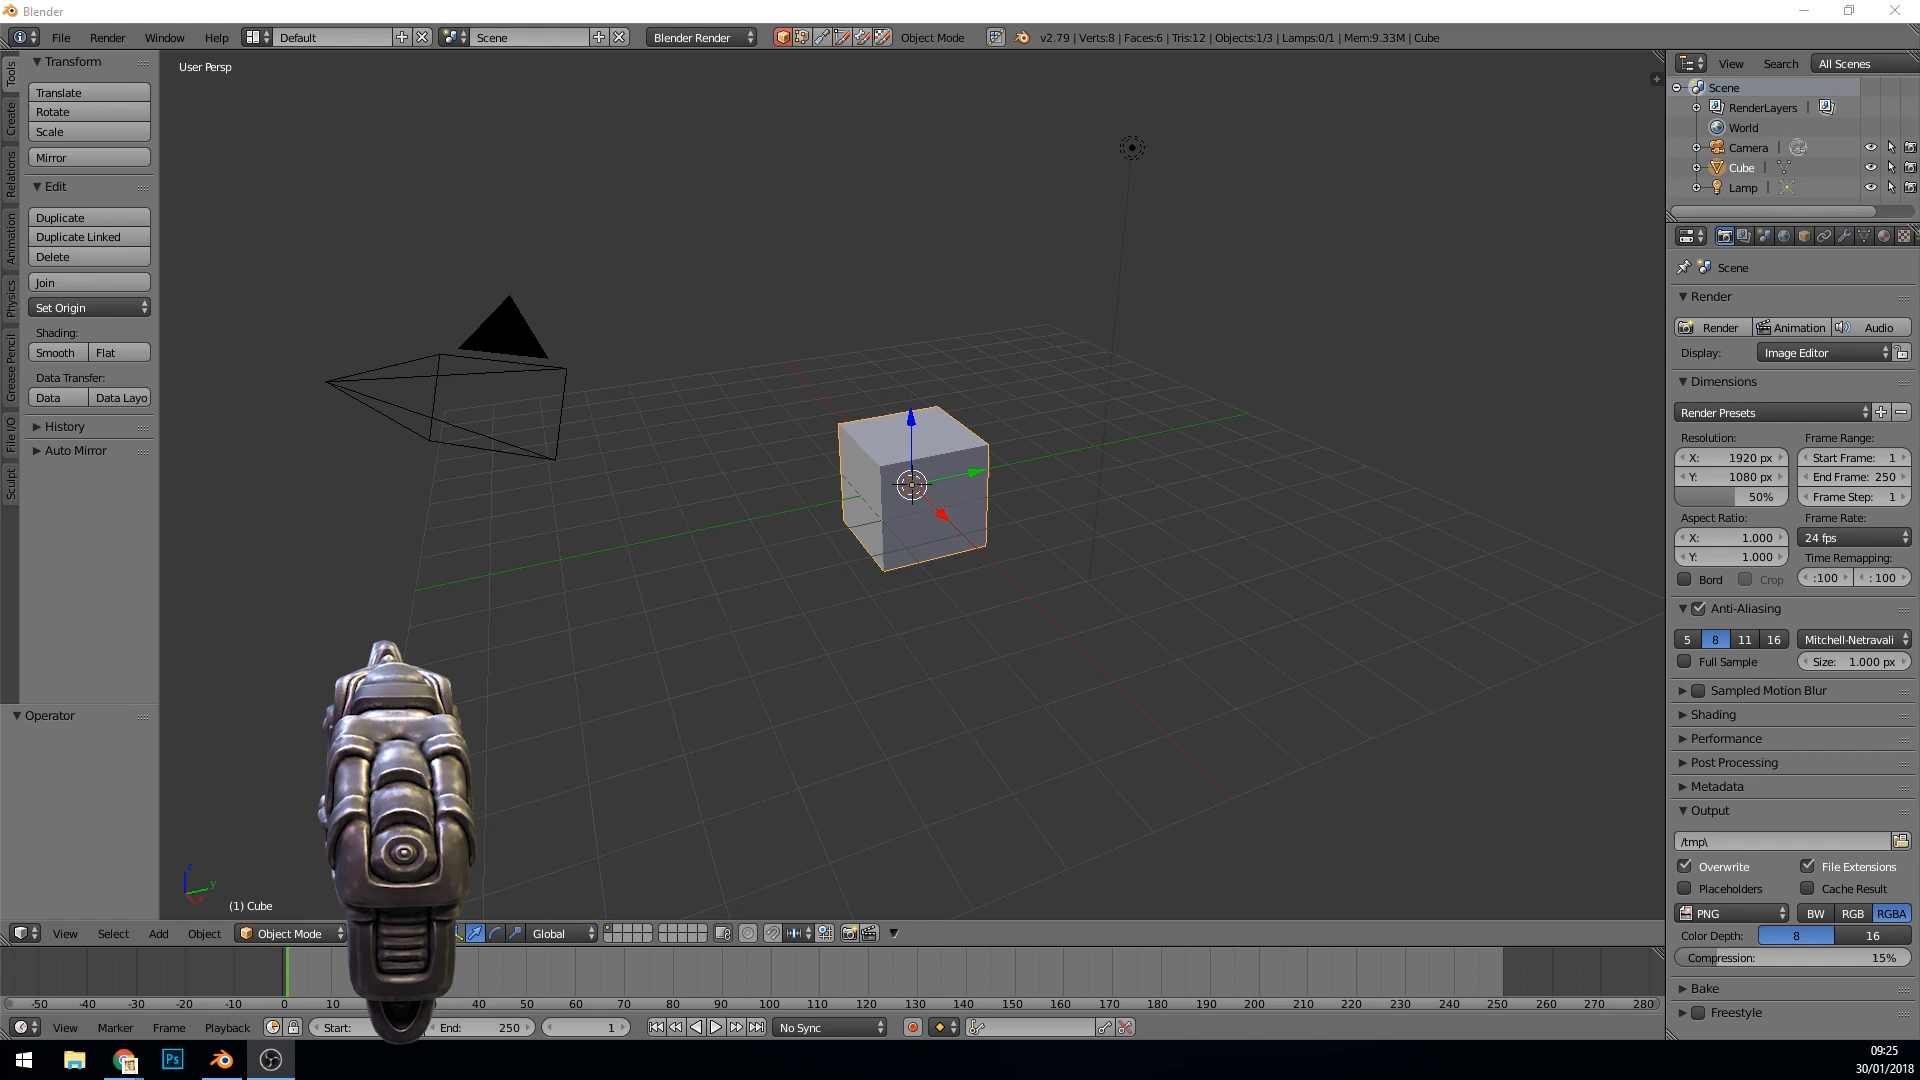 Blender
File Render Window Help Default Scene Blender Render Object Mode v2.79 | Verts:8 | Faces:6 | Tris:12 | Objects:1/3 | Lamps:0/1 | Mem:9.33M | Cube
User Persp
Tools
Create
Relations
Animation
Physics
Grease Pencil
File I/O
Sculpt
Transform
Translate
Rotate
Scale
Mirror
Edit
Duplicate
Duplicate Linked
Delete
Join
Set Origin
Shading:
Smooth Flat
Data Transfer:
Data Data Layo
History
Auto Mirror
Operator
z
y
(1) Cube
View Select Add Object Object Mode Global
-50 -40 -30 -20 -10 0 10 40 50 60 70 80 90 100 110 120 130 140 150 160 170 180 190 200 210 220 230 240 250 260 270 280
View Marker Frame Playback Start: End: 250 1 No Sync
View Search All Scenes
Scene
RenderLayers
World
Camera
Cube
Lamp
Scene
Render
Render Animation Audio
Display: Image Editor
Dimensions
Render Presets
Resolution: Frame Range:
X: 1920 px Start Frame: 1
Y: 1080 px End Frame: 250
50% Frame Step: 1
Aspect Ratio: Frame Rate:
X: 1.000 24 fps
Y: 1.000 Time Remapping:
Bord Crop :100 : 100
Anti-Aliasing
5 8 11 16 Mitchell-Netravali
Full Sample Size: 1.000 px
Sampled Motion Blur
Shading
Performance
Post Processing
Metadata
Output
/tmp\
Overwrite File Extensions
Placeholders Cache Result
PNG BW RGB RGBA
Color Depth: 8 16
Compression: 15%
Bake
Freestyle
Ps
09:25
30/01/2018